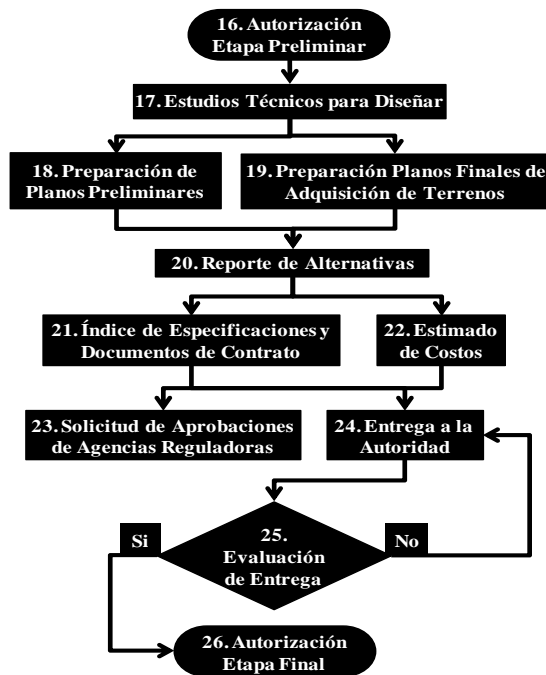 16. Autorización
Etapa Preliminar
17. Estudios Técnicos para Diseñar
18. Preparación de
Planos Preliminares
19. Preparación Planos Finales de
Adquisición de Terrenos
20. Reporte de Alternativas
21. Índice de Especificaciones y
Documentos de Contrato
22. Estimado
de Costos
23. Solicitud de Aprobaciones
de Agencias Reguladoras
24. Entrega a la
Autoridad
25.
Evaluación
de Entrega
Si
No
26. Autorización
Etapa Final